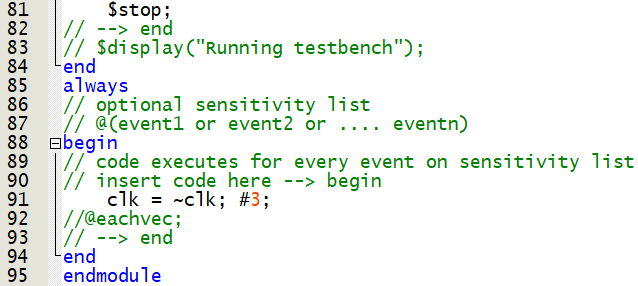 81 $stop;
82 // --> end
83 // $display("Running testbench");
84 end
85 always
86 // optional sensitivity list
87 // @(event1 or event2 or .... eventn)
88 begin
89 // code executes for every event on sensitivity list
90 // insert code here --> begin
91 clk = ~clk; #3;
92 //@eachvec;
93 // --> end
94 end
95 endmodule